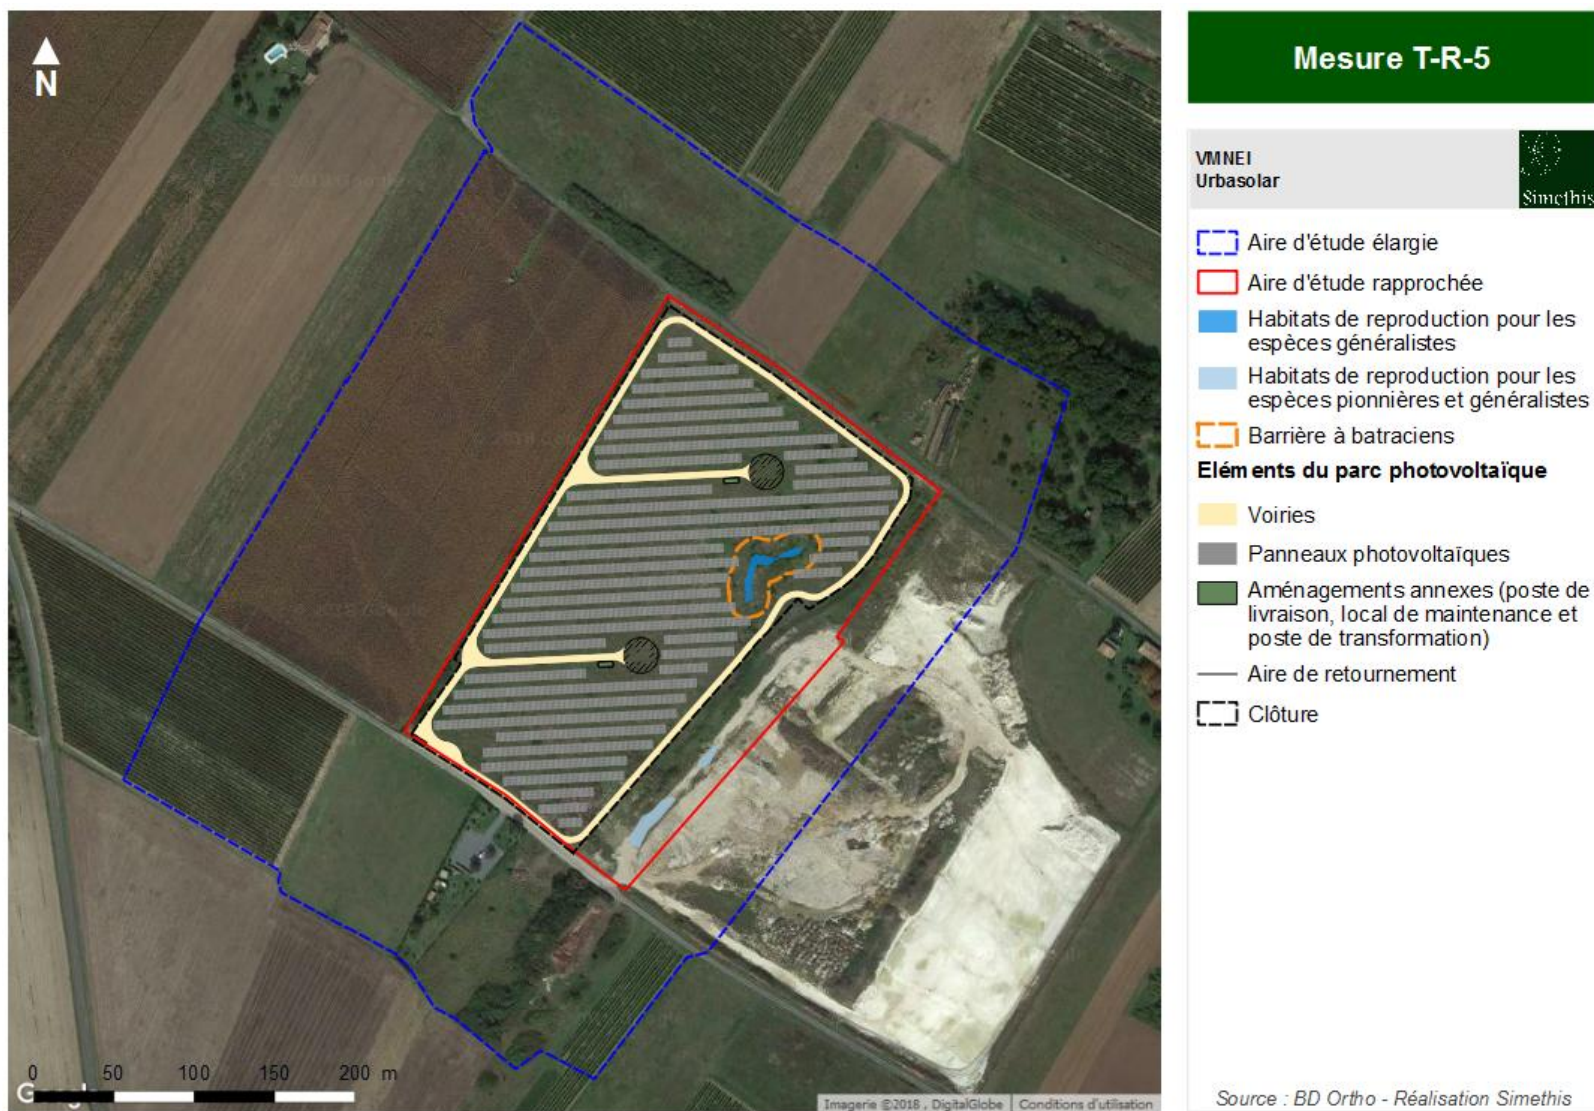 N
0 50 100 150 200 m
Imagerie ©2018 , DigitalGlobe | Conditions d'utilisation
Mesure T-R-5
VMNEI
Urbasolar
Simethis
Aire d'étude élargie
Aire d'étude rapprochée
Habitats de reproduction pour les
espèces généralistes
Habitats de reproduction pour les
espèces pionnières et généralistes
Barrière à batraciens
Eléments du parc photovoltaïque
Voiries
Panneaux photovoltaïques
Aménagements annexes (poste de
livraison, local de maintenance et
poste de transformation)
Aire de retournement
Clôture
Source : BD Ortho - Réalisation Simethis